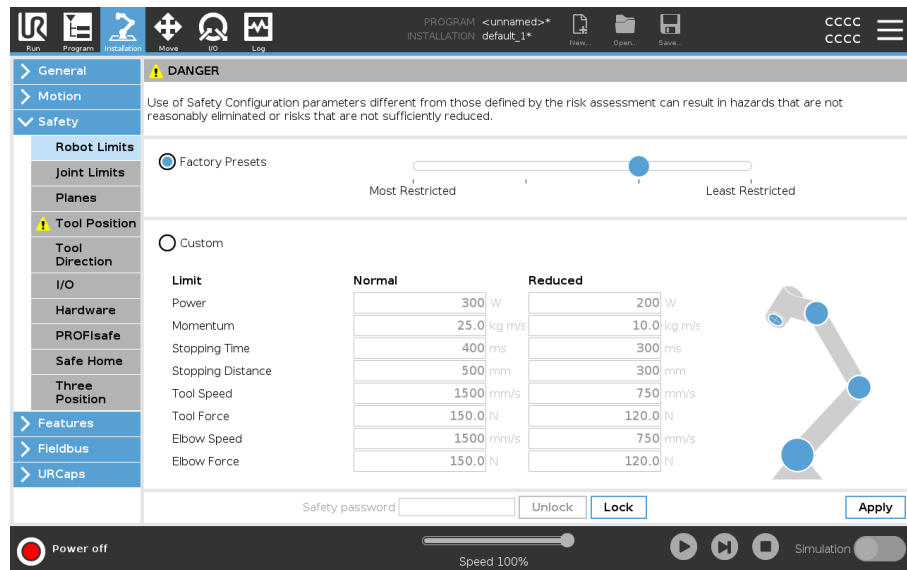 PROGRAM <unnamed>*
INSTALLATION default_1*
CCCC
CCCC
Run Program Installation Move I/O Log New... Open... Save...
General
Motion
Safety
Robot Limits
Joint Limits
Planes
Tool Position
Tool
Direction
I/O
Hardware
PROFIsafe
Safe Home
Three
Position
Features
Fieldbus
URCaps
DANGER
Use of Safety Configuration parameters different from those defined by the risk assessment can result in hazards that are not
reasonably eliminated or risks that are not sufficiently reduced.
Factory Presets
Most Restricted Least Restricted
Custom
Limit Normal Reduced
Power 300 W 200 W
Momentum 25.0 kg m/s 10.0 kg m/s
Stopping Time 400 ms 300 ms
Stopping Distance 500 mm 300 mm
Tool Speed 1500 mm/s 750 mm/s
Tool Force 150.0 N 120.0 N
Elbow Speed 1500 mm/s 750 mm/s
Elbow Force 150.0 N 120.0 N
Safety password Unlock Lock Apply
Power off
Speed 100%
Simulation